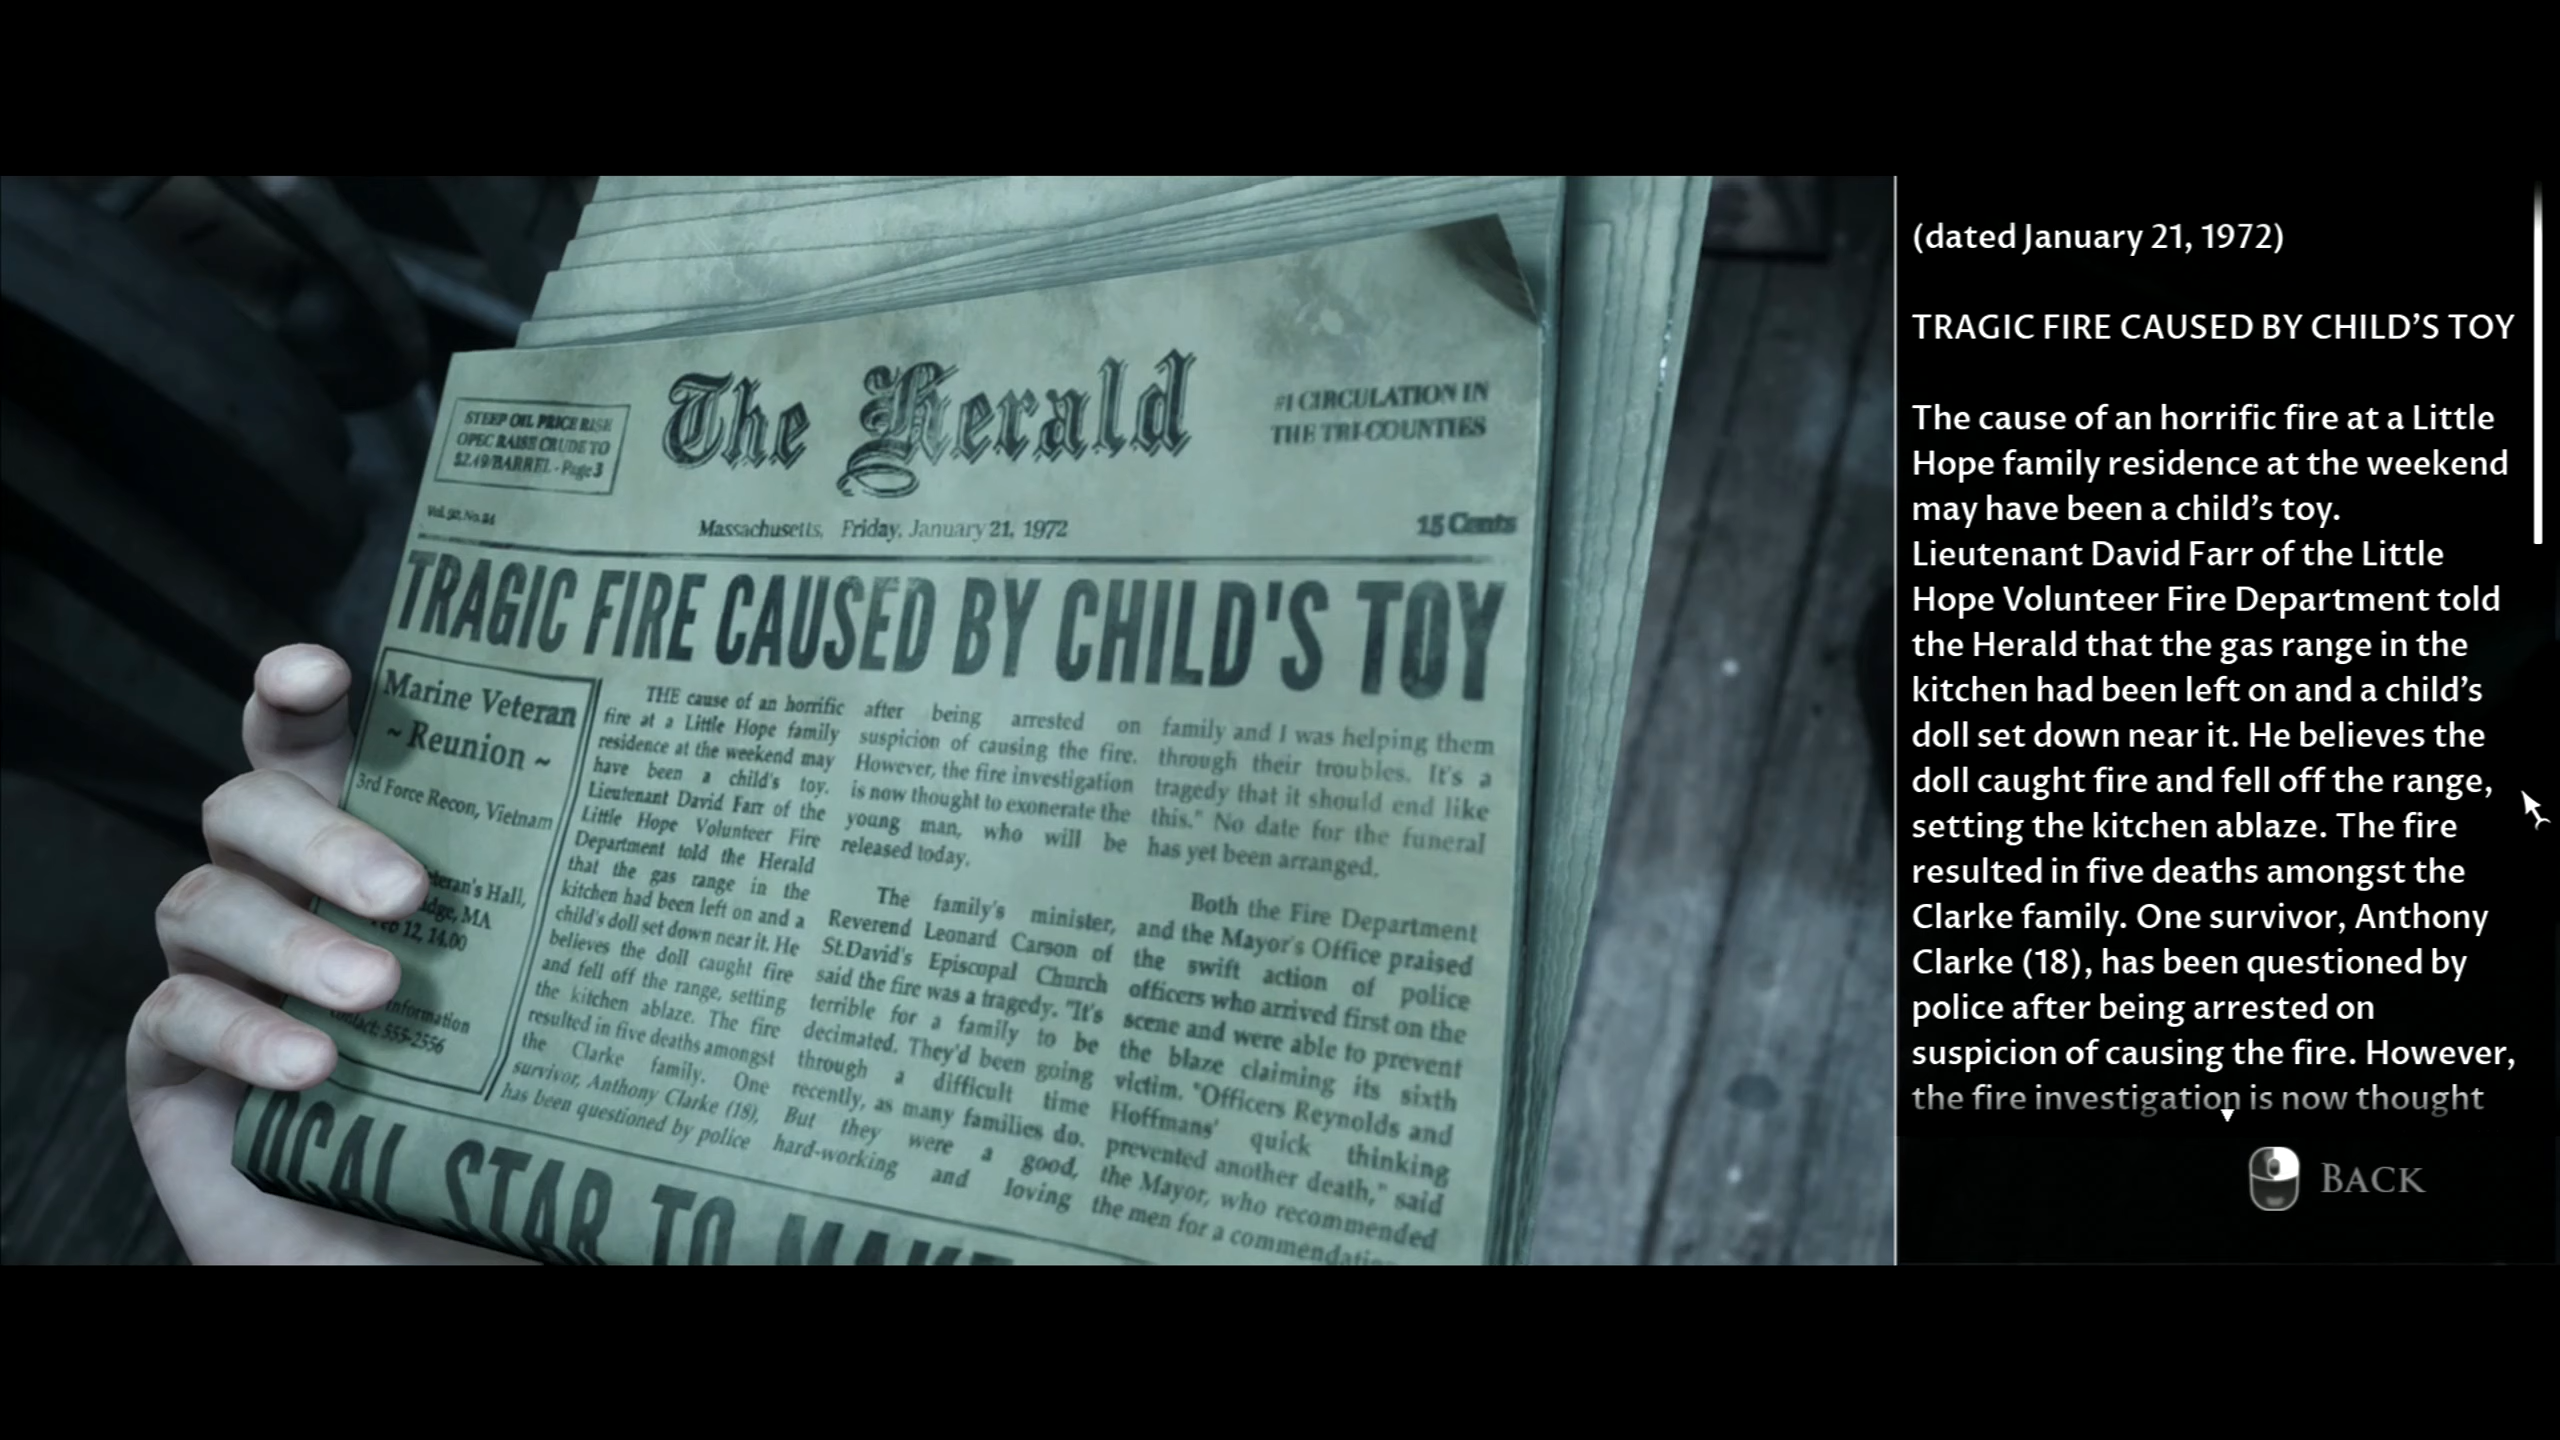 STEEP OIL PRICE RISE
OPEC RAISE CRUDE TO
$2.49/BARREL - Page 3
The Herald
#1 CIRCULATION IN
THE TRI-COUNTIES
Vol. 50, No.24
Massachusetts, Friday, January 21, 1972
15 Cents
TRAGIC FIRE CAUSED BY CHILD'S TOY
Marine Veteran
~ Reunion ~
3rd Force Recon, Vietnam
Hall,
MA
12, 14.00
information
555-2556
THE cause of an horrific
fire at a Little Hope family
residence at the weekend may
have been a child's toy.
Lieutenant David Farr of the
Little Hope Volunteer Fire
Department told the Herald
that the gas range in the
kitchen had been left on and a
child's doll set down near it. He
believes the doll caught fire
and fell off the range, setting
the kitchen ablaze. The fire
resulted in five deaths amongst
the Clarke family. One
survivor, Anthony Clarke (18),
has been questioned by police
after being arrested on
suspicion of causing the fire.
However, the fire investigation
is now thought to exonerate the
young man, who will be
released today.
The family's minister,
Reverend Leonard Carson of
St.David's Episcopal Church
said the fire was a tragedy. "It's
terrible for a family to be
decimated. They'd been going
through a difficult time
recently, as many families do.
But they were a good,
hard-working and loving
family and I was helping them
through their troubles. It's a
tragedy that it should end like
this." No date for the funeral
has yet been arranged.
Both the Fire Department
and the Mayor's Office praised
the swift action of police
officers who arrived first on the
scene and were able to prevent
the blaze claiming its sixth
victim. "Officers Reynolds and
Hoffmans' quick thinking
prevented another death," said
the Mayor, who recommended
the men for a
STAR TO
(dated January 21, 1972)
TRAGIC FIRE CAUSED BY CHILD'S TOY
The cause of an horrific fire at a Little
Hope family residence at the weekend
may have been a child's toy.
Lieutenant David Farr of the Little
Hope Volunteer Fire Department told
the Herald that the gas range in the
kitchen had been left on and a child's
doll set down near it. He believes the
doll caught fire and fell off the range,
setting the kitchen ablaze. The fire
resulted in five deaths amongst the
Clarke family. One survivor, Anthony
Clarke (18), has been questioned by
police after being arrested on
suspicion of causing the fire. However,
the fire investigation is now thought
BACK